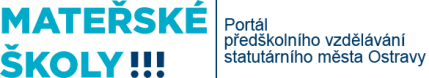 MATEŘSKÉ
ŠKOLY !!!
Portál
předškolního vzdělávání
statutárního města Ostravy